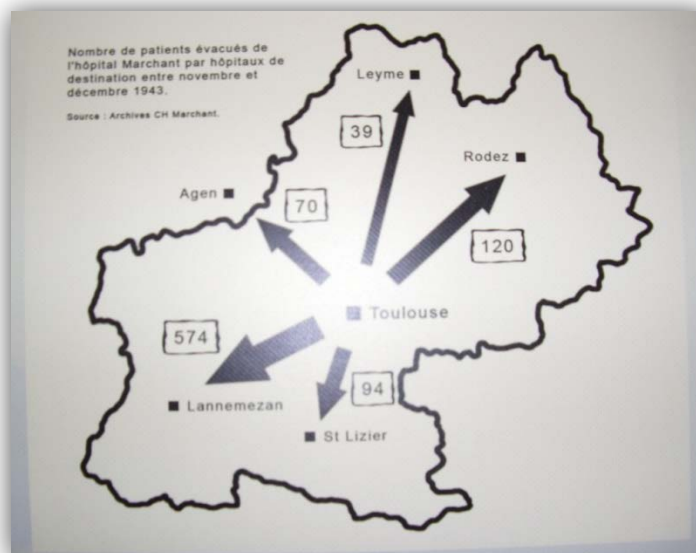 Nombre de patients évacués de
l'hôpital Marchant par hôpitaux de
destination entre novembre et
décembre 1943.
Source : Archives CH Marchant.
Leyme
39
Rodez
Agen
70
120
Toulouse
574
94
Lannemezan
St Lizier